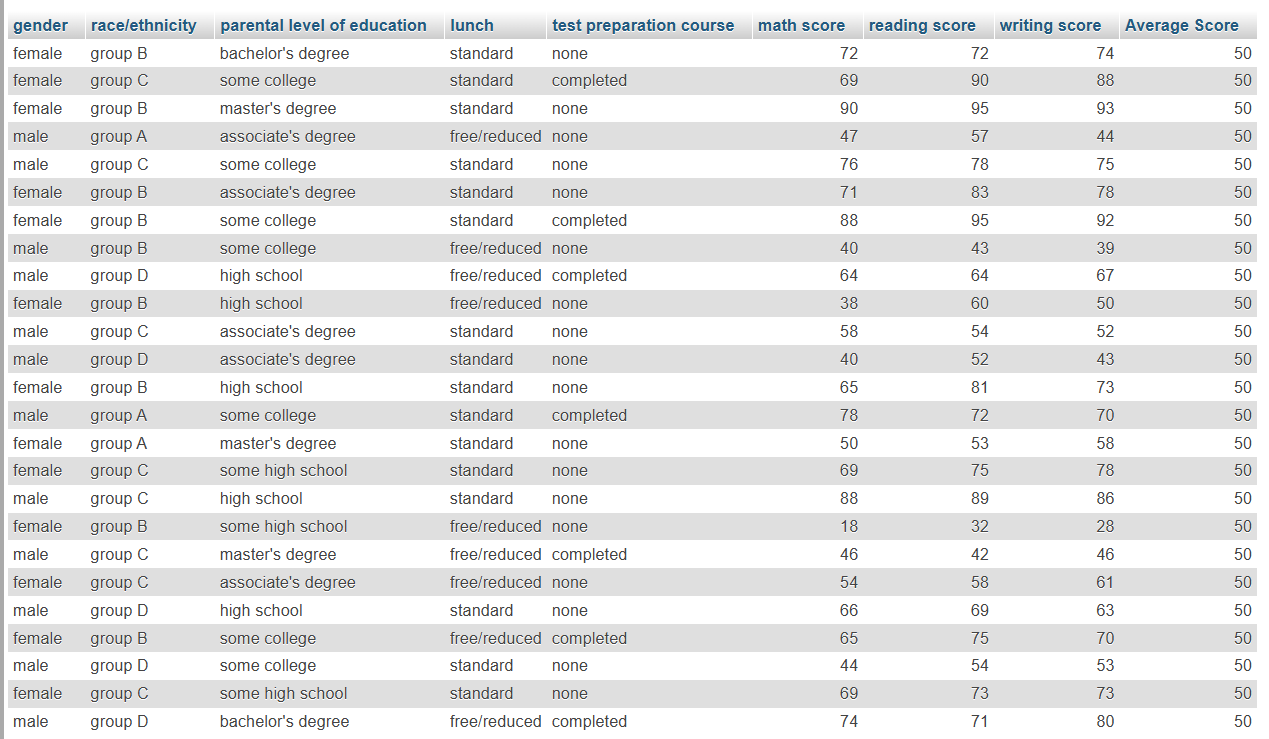 gender race/ethnicity parental level of education lunch test preparation course math score reading score writing score Average Score
female group B bachelor's degree standard none 72 72 74 50
female group C some college standard completed 69 90 88 50
female group B master's degree standard none 90 95 93 50
male group A associate's degree free/reduced none 47 57 44 50
male group C some college standard none 76 78 75 50
female group B associate's degree standard none 71 83 78 50
female group B some college standard completed 88 95 92 50
male group B some college free/reduced none 40 43 39 50
male group D high school free/reduced completed 64 64 67 50
female group B high school free/reduced none 38 60 50 50
male group C associate's degree standard none 58 54 52 50
male group D associate's degree standard none 40 52 43 50
female group B high school standard none 65 81 73 50
male group A some college standard completed 78 72 70 50
female group A master's degree standard none 50 53 58 50
female group C some high school standard none 69 75 78 50
male group C high school standard none 88 89 86 50
female group B some high school free/reduced none 18 32 28 50
male group C master's degree free/reduced completed 46 42 46 50
female group C associate's degree free/reduced none 54 58 61 50
male group D high school standard none 66 69 63 50
female group B some college free/reduced completed 65 75 70 50
male group D some college standard none 44 54 53 50
female group C some high school standard none 69 73 73 50
male group D bachelor's degree free/reduced completed 74 71 80 50